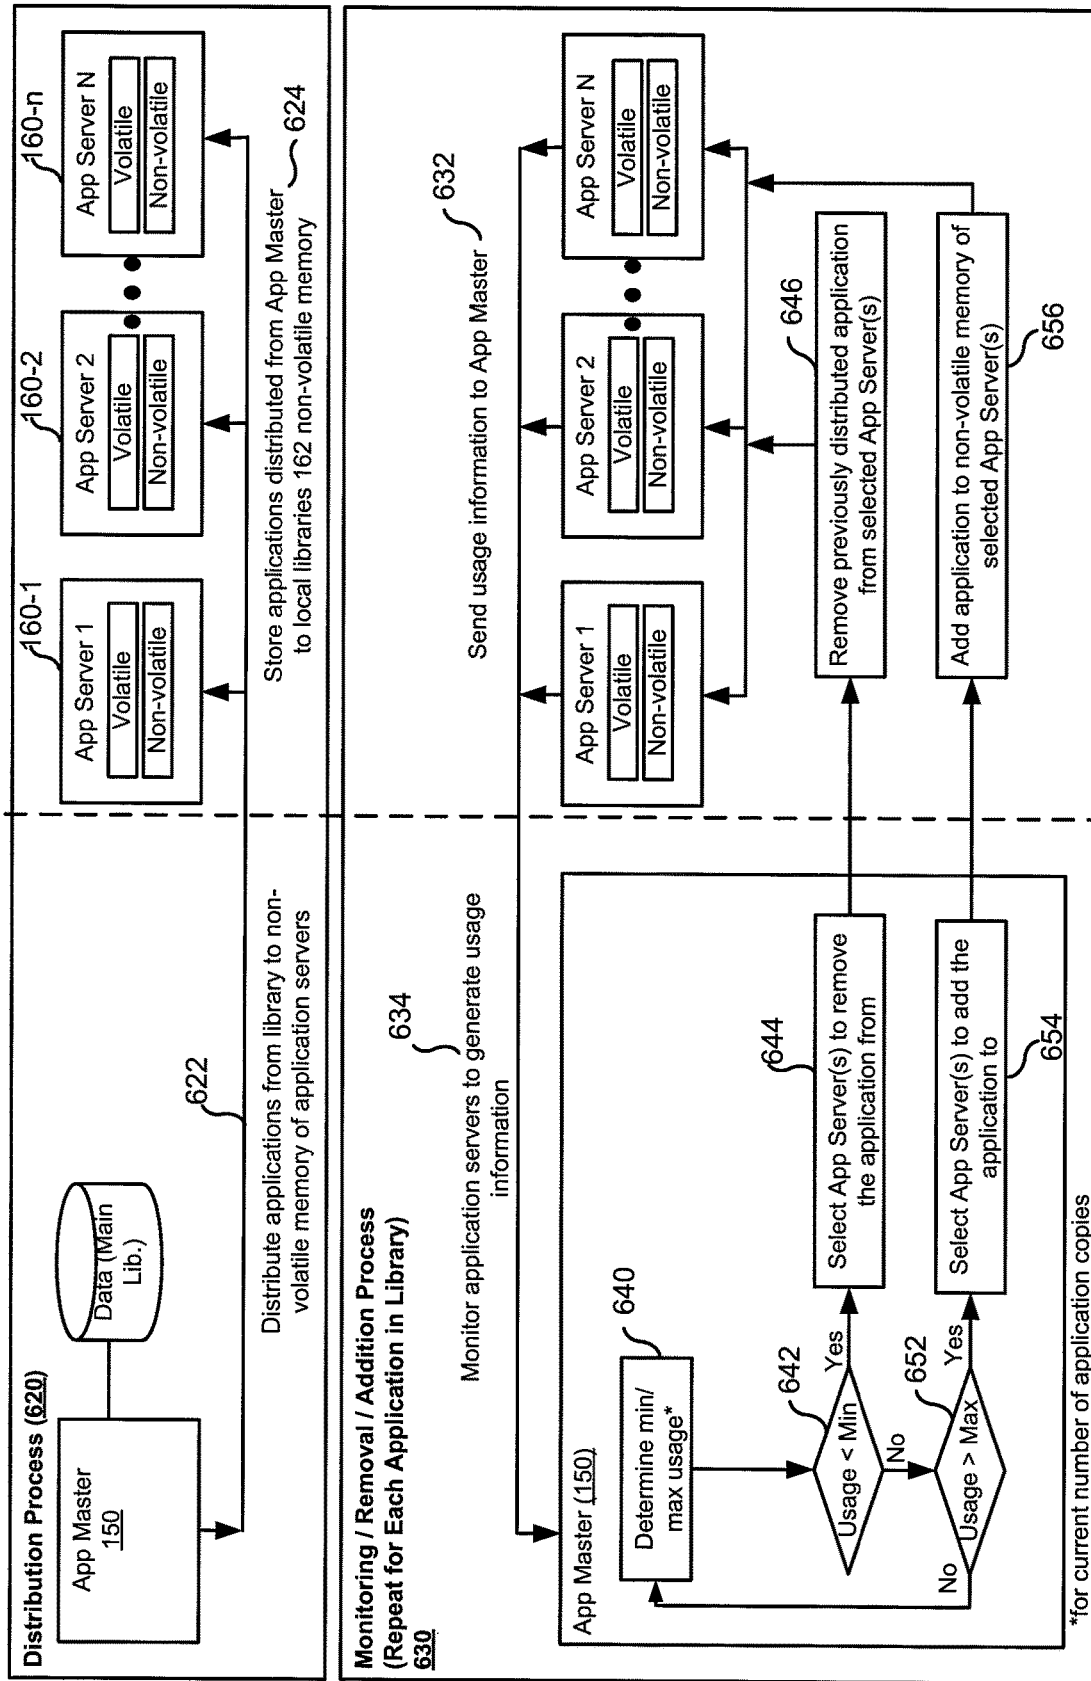 Distribution Process (620)
App Master
150
Data (Main
Lib.)
622
Distribute applications from library to non-
volatile memory of application servers
160-1
App Server 1
Volatile
Non-volatile
160-2
App Server 2
Volatile
Non-volatile
160-n
App Server N
Volatile
Non-volatile
Store applications distributed from App Master
to local libraries 162 non-volatile memory
624
Monitoring / Removal / Addition Process
(Repeat for Each Application in Library)
630
634
Monitor application servers to generate usage
information
Send usage information to App Master
632
App Server 1
Volatile
Non-volatile
App Server 2
Volatile
Non-volatile
App Server N
Volatile
Non-volatile
App Master (150)
Determine min/
max usage*
640
Usage < Min
642
Yes
No
Select App Server(s) to remove
the application from
644
Remove previously distributed application
from selected App Server(s)
646
Usage > Max
652
Yes
No
Select App Server(s) to add the
application to
654
Add application to non-volatile memory of
selected App Server(s)
656
*for current number of application copies